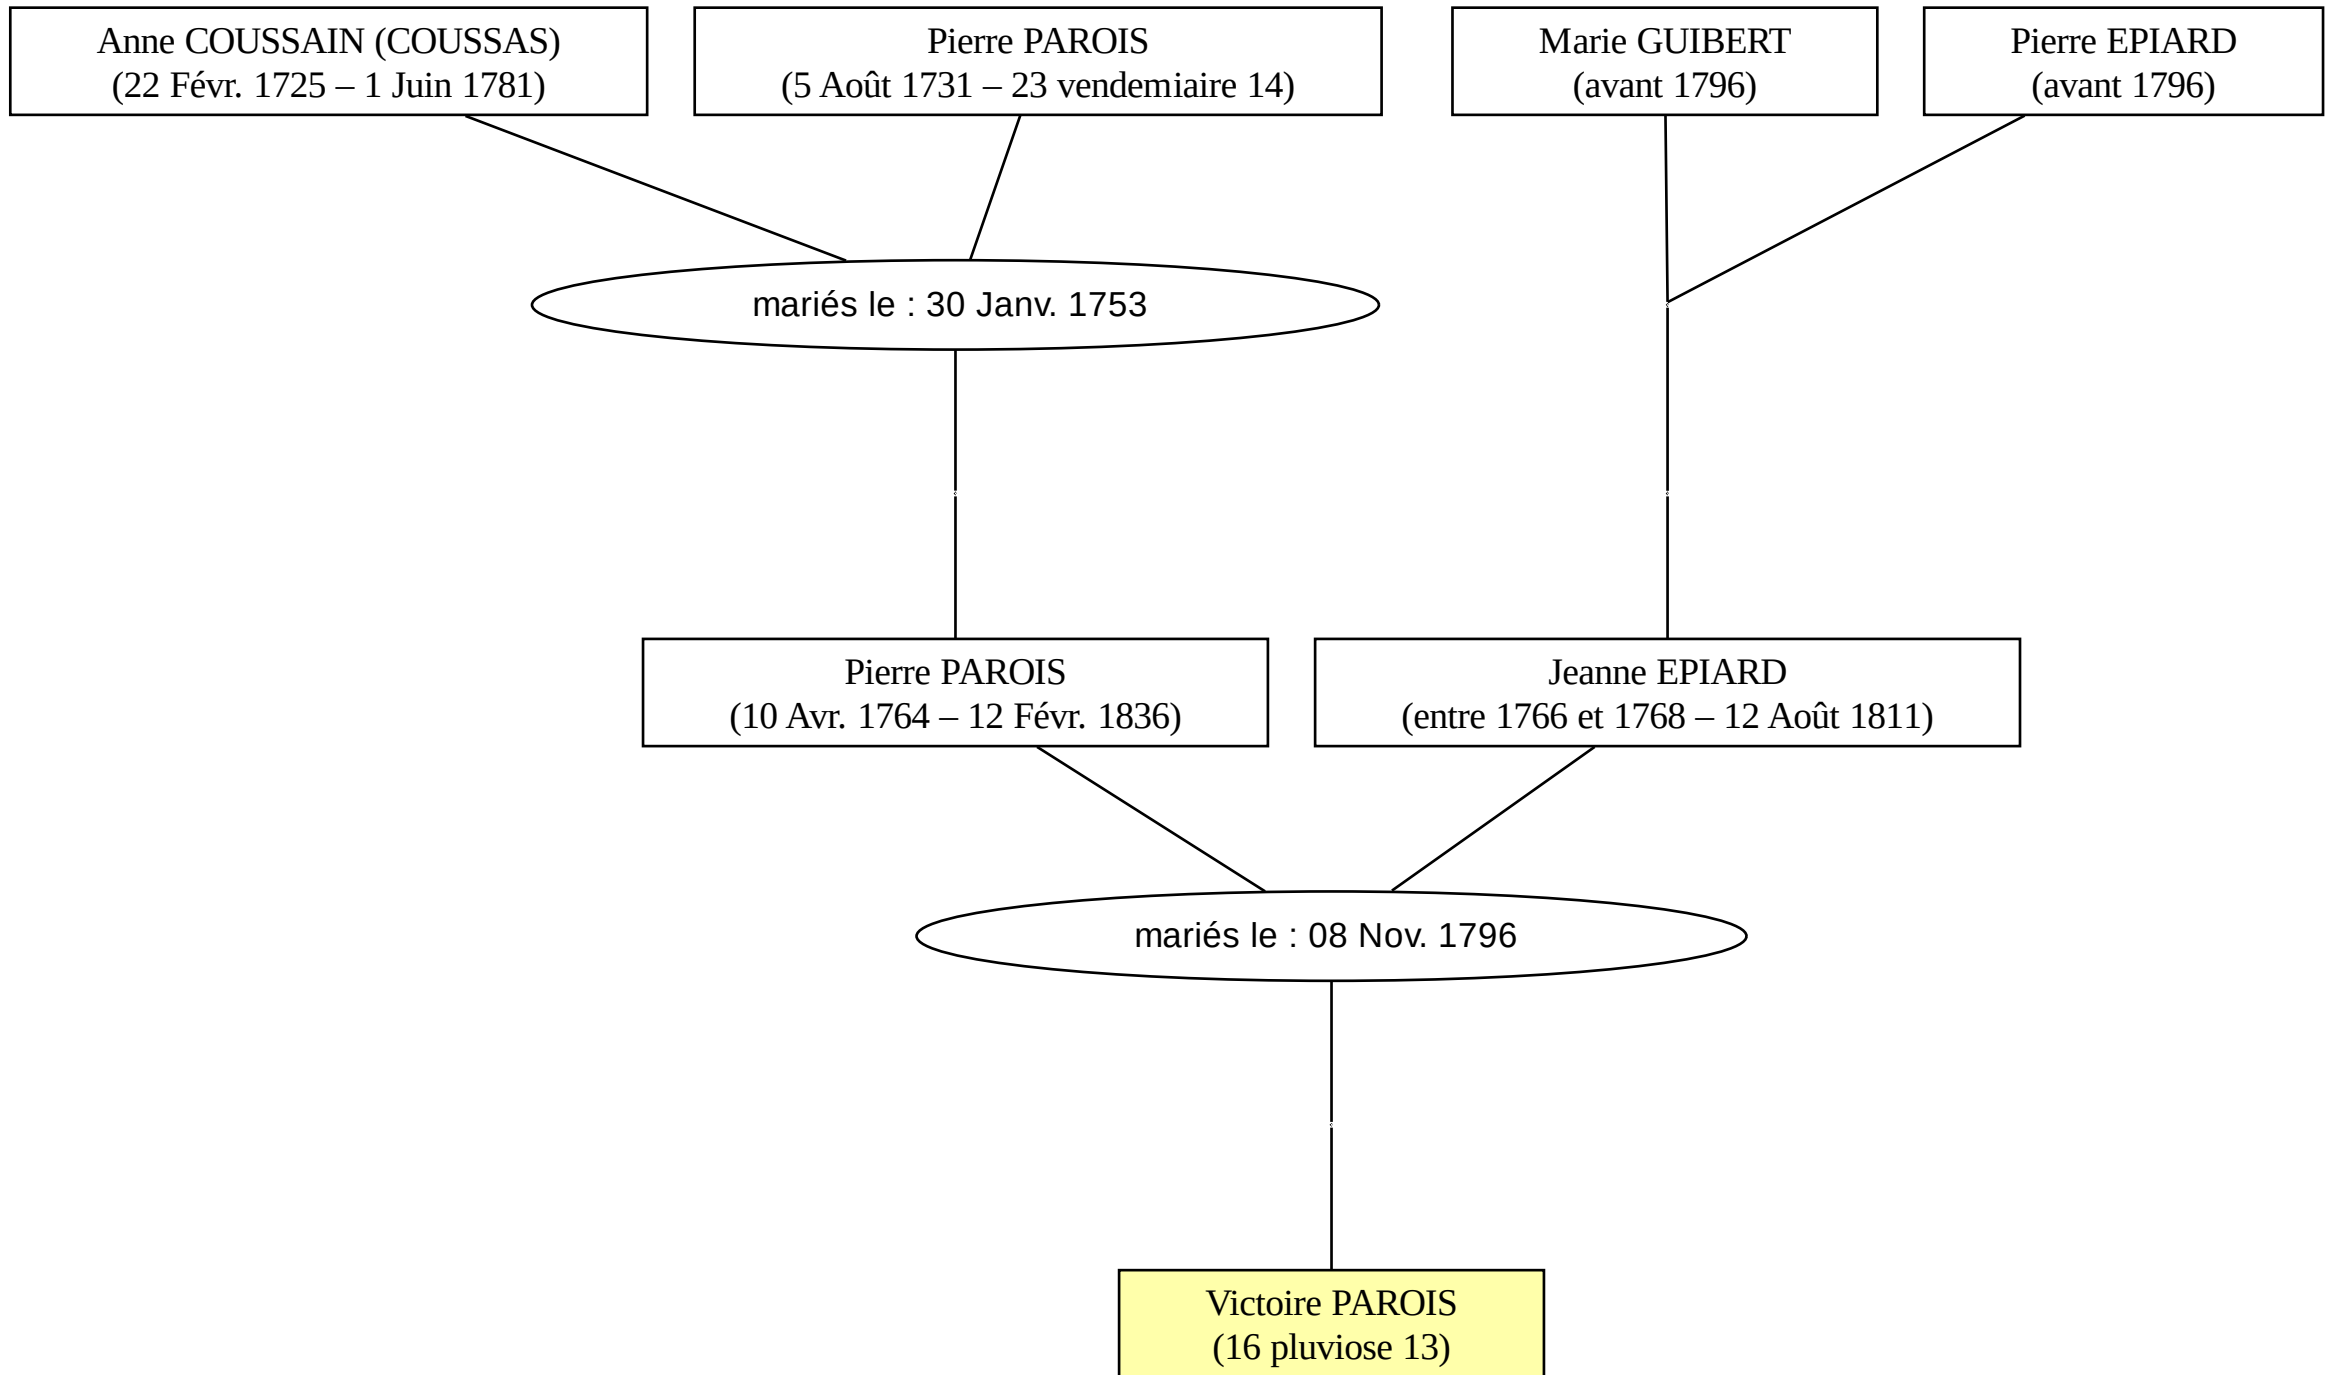 Anne COUSSAIN (COUSSAS)
(22 Févr. 1725 – 1 Juin 1781)
Pierre PAROIS
(5 Août 1731 – 23 vendemiaire 14)
Marie GUIBERT
(avant 1796)
Pierre EPIARD
(avant 1796)
mariés le : 30 Janv. 1753
Pierre PAROIS
(10 Avr. 1764 – 12 Févr. 1836)
Jeanne EPIARD
(entre 1766 et 1768 – 12 Août 1811)
mariés le : 08 Nov. 1796
Victoire PAROIS
(16 pluviose 13)